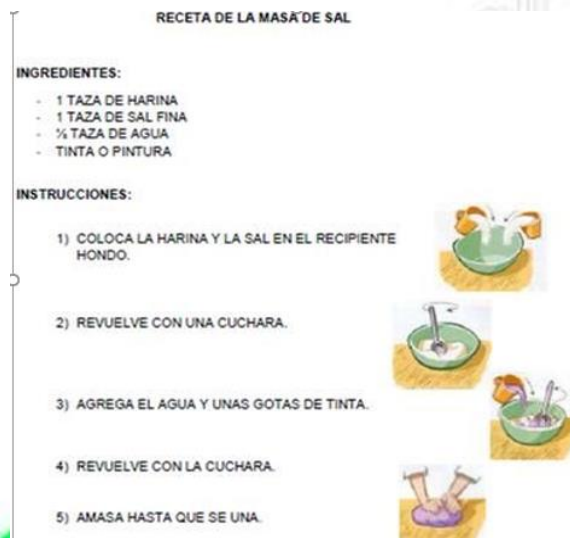 RECETA DE LA MASA DE SAL
INGREDIENTES:
- 1 TAZA DE HARINA
- 1 TAZA DE SAL FINA
- ½ TAZA DE AGUA
- TINTA O PINTURA
INSTRUCCIONES:
1) COLOCA LA HARINA Y LA SAL EN EL RECIPIENTE
HONDO.
2) REVUELVE CON UNA CUCHARA.
3) AGREGA EL AGUA Y UNAS GOTAS DE TINTA.
4) REVUELVE CON LA CUCHARA.
5) AMASA HASTA QUE SE UNA.